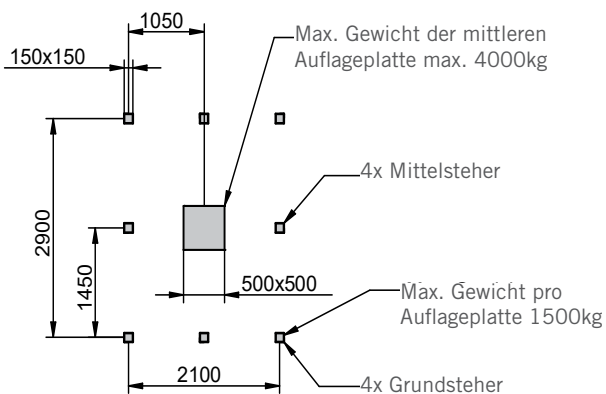 1050
Max. Gewicht der mittleren
Auflageplatte max. 4000kg
150x150
4x Mittelsteher
2900
1450
500x500
Max. Gewicht pro
Auflageplatte 1500kg
2100
4x Grundsteher